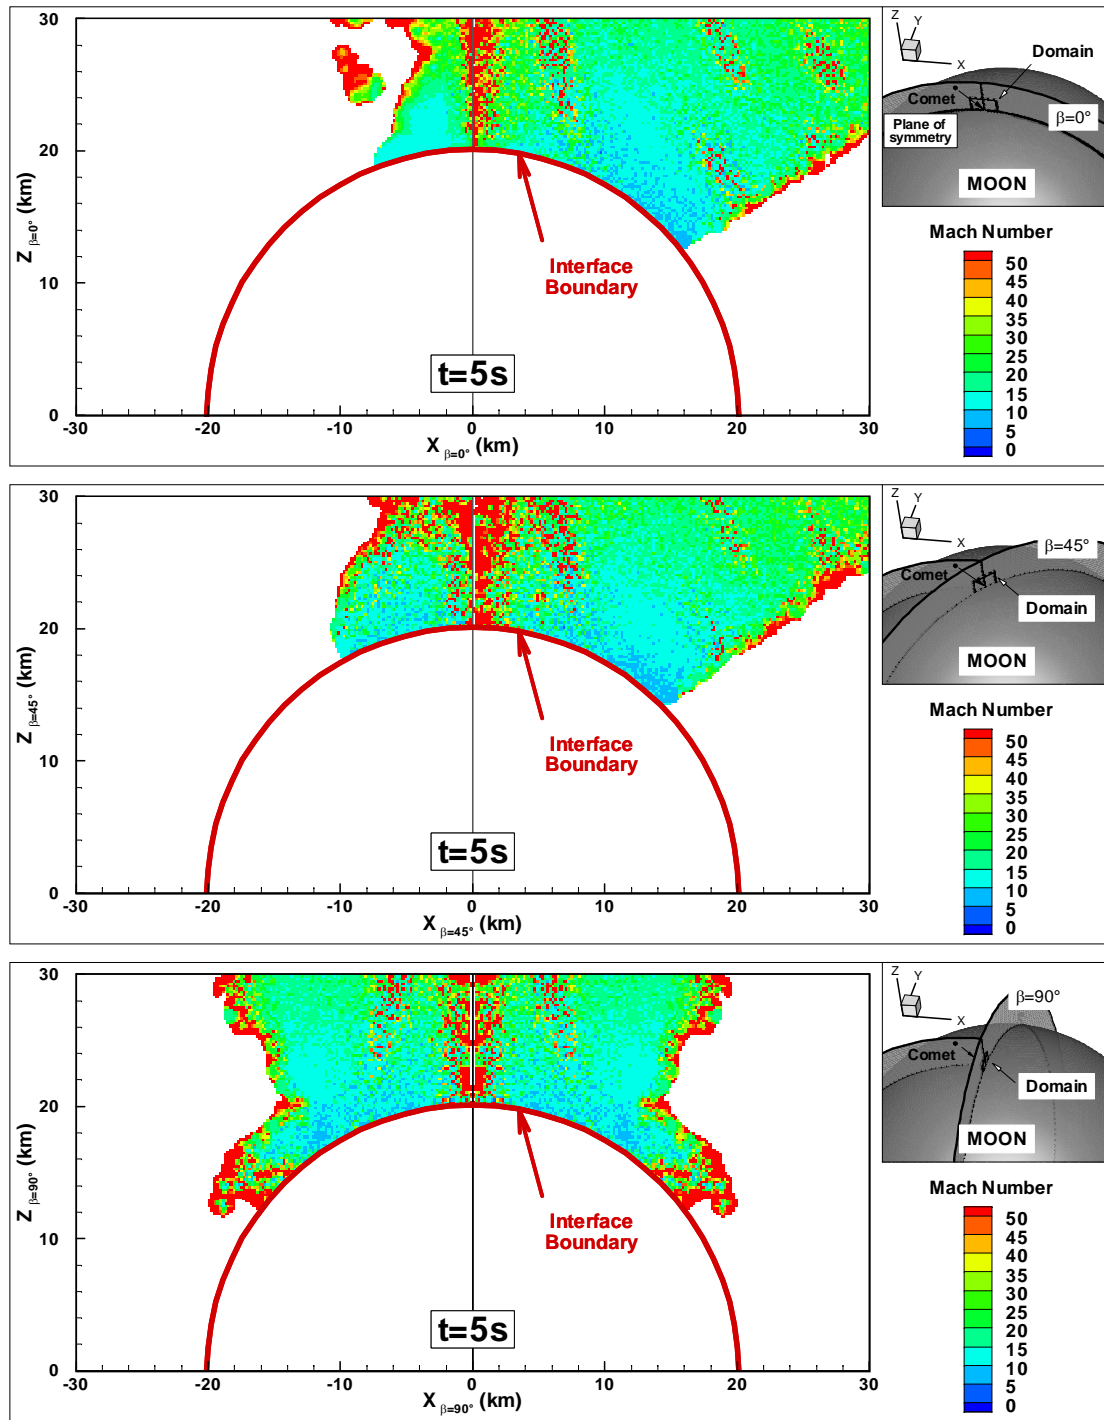 30
20
10
0
-30
-20
-10
0
10
20
30
Z β=0° (km)
X β=0° (km)
Interface
Boundary
t=5s
Z
Y
X
Domain
Comet
β=0°
Plane of
symmetry
MOON
Mach Number
50
45
40
35
30
25
20
15
10
5
0
30
20
10
0
-30
-20
-10
0
10
20
30
Z β=45° (km)
X β=45° (km)
Interface
Boundary
t=5s
Z
Y
X
β=45°
Comet
Domain
MOON
Mach Number
50
45
40
35
30
25
20
15
10
5
0
30
20
10
0
-30
-20
-10
0
10
20
30
Z β=90° (km)
X β=90° (km)
Interface
Boundary
t=5s
Z
Y
X
β=90°
Comet
Domain
MOON
Mach Number
50
45
40
35
30
25
20
15
10
5
0